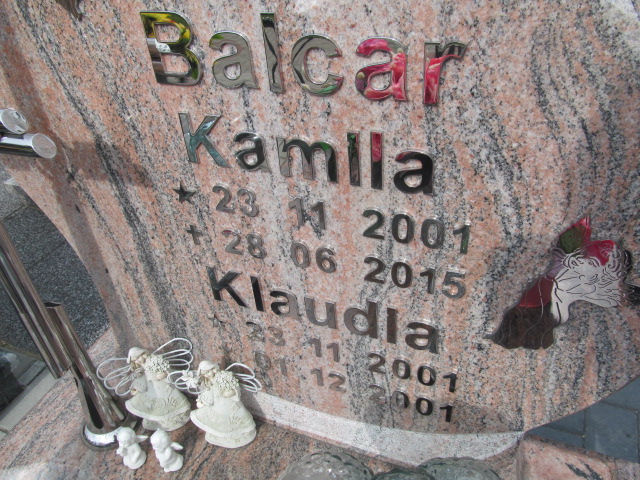 Balcar
Kamila
★ 23 11 2001
✝ 28 06 2015
Klaudia
★ 23 11 2001
✝ 01 12 2001